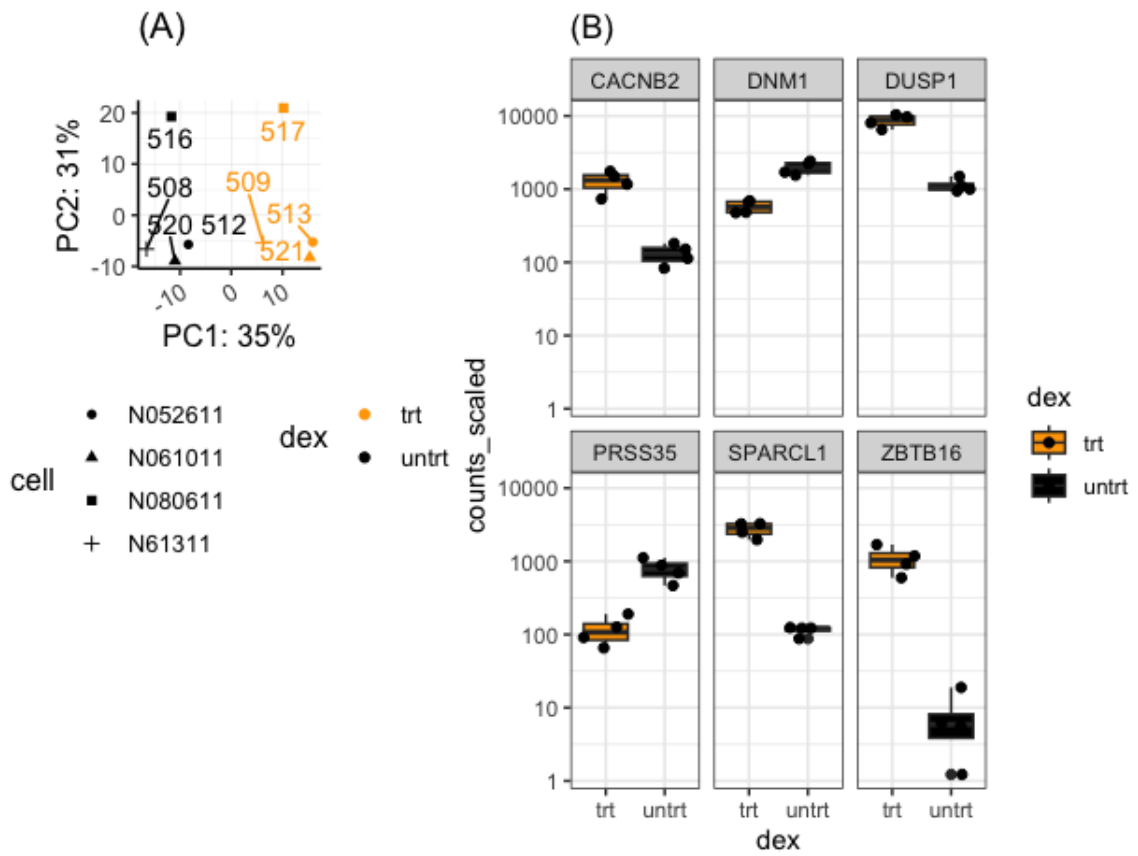 (A)
PC2: 31%
20
10
0
-10
516
517
508
509
520 512
513
521
-10 0 10
PC1: 35%
cell
N052611
N061011
N080611
N61311
dex
trt
untrt
(B)
counts_scaled
CACNB2 DNM1 DUSP1
10000
1000
100
10
1
PRSS35 SPARCL1 ZBTB16
10000
1000
100
10
1
trt untrt trt untrt trt untrt
dex
dex
trt
untrt